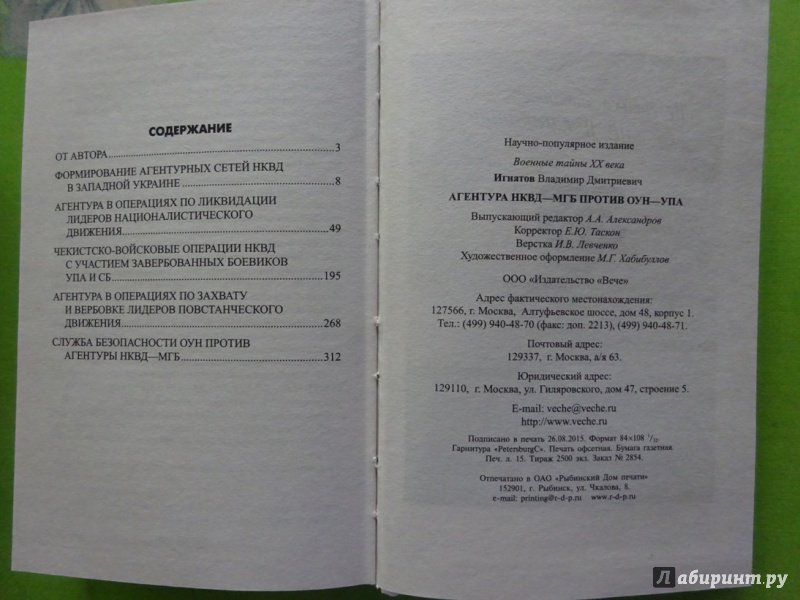 СОДЕРЖАНИЕ
ОТ АВТОРА 3
ФОРМИРОВАНИЕ АГЕНТУРНЫХ СЕТЕЙ НКВД
В ЗАПАДНОЙ УКРАИНЕ 8
АГЕНТУРА В ОПЕРАЦИЯХ ПО ЛИКВИДАЦИИ
ЛИДЕРОВ НАЦИОНАЛИСТИЧЕСКОГО
ДВИЖЕНИЯ 49
ЧЕКИСТСКО-ВОЙСКОВЫЕ ОПЕРАЦИИ НКВД
С УЧАСТИЕМ ЗАВЕРБОВАННЫХ БОЕВИКОВ
УПА И СБ 195
АГЕНТУРА В ОПЕРАЦИЯХ ПО ЗАХВАТУ
И ВЕРБОВКЕ ЛИДЕРОВ ПОВСТАНЧЕСКОГО
ДВИЖЕНИЯ 268
СЛУЖБА БЕЗОПАСНОСТИ ОУН ПРОТИВ
АГЕНТУРЫ НКВД—МГБ 312
Научно-популярное издание
Военные тайны XX века
Игнатов Владимир Дмитриевич
АГЕНТУРА НКВД—МГБ ПРОТИВ ОУН—УПА
Выпускающий редактор А.А. Александров
Корректор Е.Ю. Таскон
Верстка И.В. Левченко
Художественное оформление М.Г. Хабибуллов
ООО «Издательство «Вече»
Адрес фактического местонахождения:
127566, г. Москва, Алтуфьевское шоссе, дом 48, корпус 1.
Тел.: (499) 940-48-70 (факс: доп. 2213), (499) 940-48-71.
Почтовый адрес:
129337, г. Москва, а/я 63.
Юридический адрес:
129110, г. Москва, ул. Гиляровского, дом 47, строение 5.
E-mail: veche@veche.ru
http://www.veche.ru
Подписано в печать 26.08.2015. Формат 84×108 1/32.
Гарнитура «PetersburgC». Печать офсетная. Бумага газетная.
Печ. л. 15. Тираж 2500 экз. Заказ № 2854.
Отпечатано в ОАО «Рыбинский Дом печати»
152901, г. Рыбинск, ул. Чкалова, 8.
e-mail: printing@r-d-p.ru www.r-d-p.ru
Лабиринт.ру